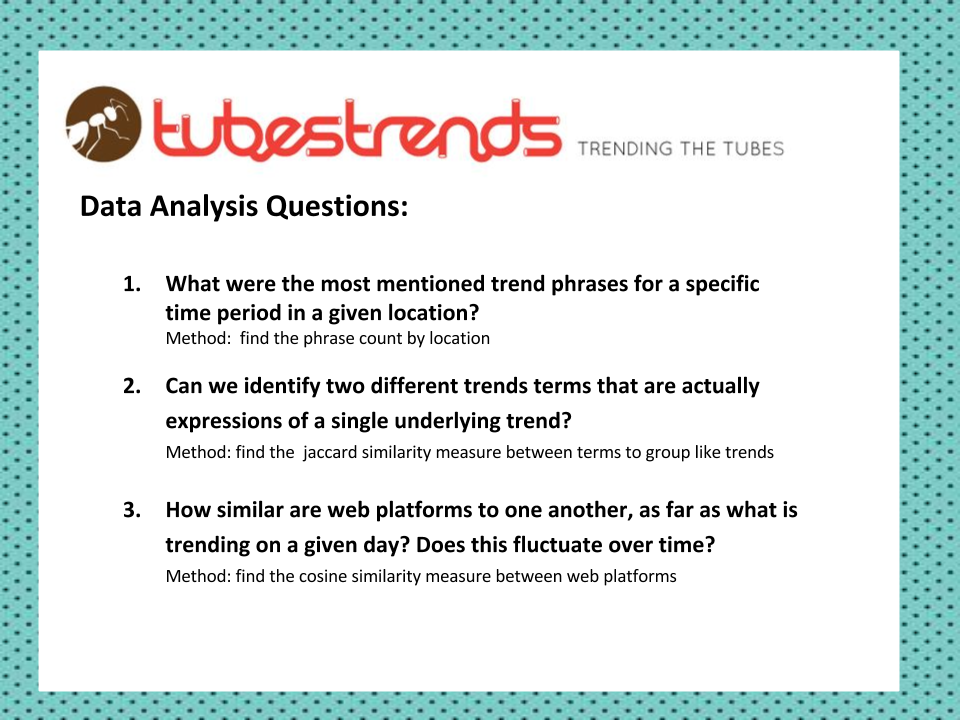 tubestrends TRENDING THE TUBES
Data Analysis Questions:
1. What were the most mentioned trend phrases for a specific
time period in a given location?
Method:  find the phrase count by location
2. Can we identify two different trends terms that are actually
expressions of a single underlying trend?
Method: find the  jaccard similarity measure between terms to group like trends
3. How similar are web platforms to one another, as far as what is
trending on a given day? Does this fluctuate over time?
Method: find the cosine similarity measure between web platforms